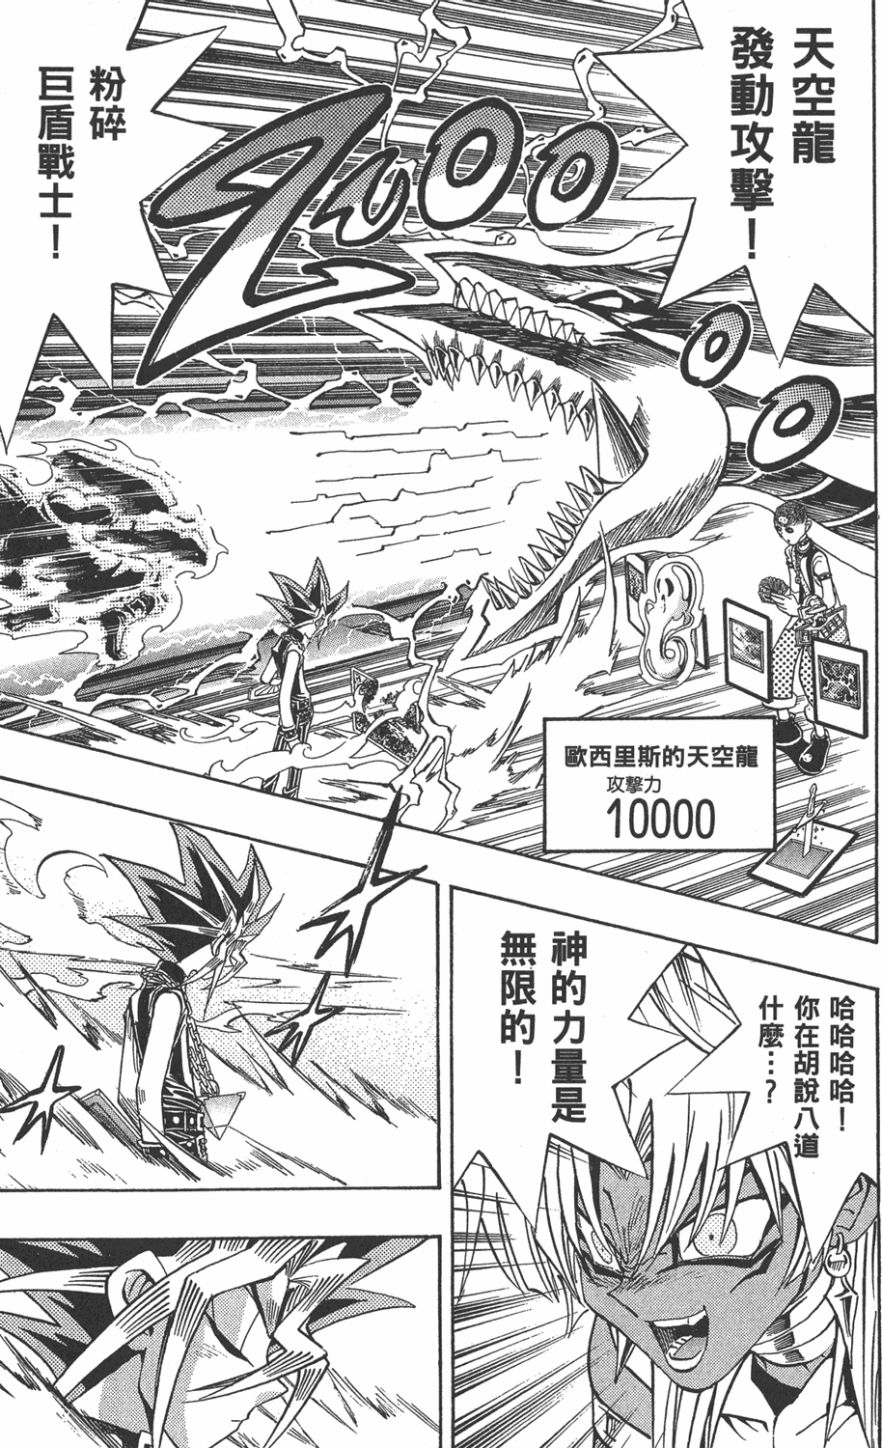 天空龍
發動攻擊！
粉碎
巨盾戰士！
歐西里斯的天空龍
攻擊力
10000
哈哈哈哈！
你在胡說八道
什麼…？
神的力量是
無限的！